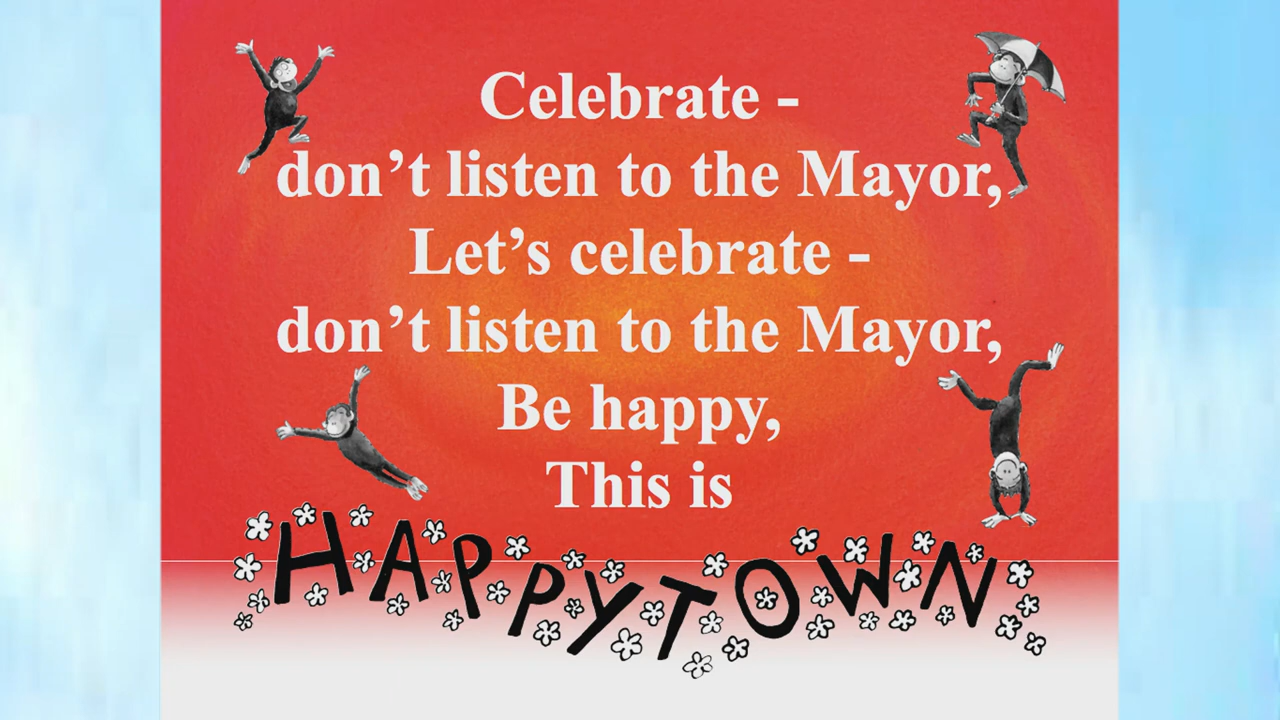 Celebrate -
don’t listen to the Mayor,
Let’s celebrate -
don’t listen to the Mayor,
Be happy,
This is
HAPPYTOWN